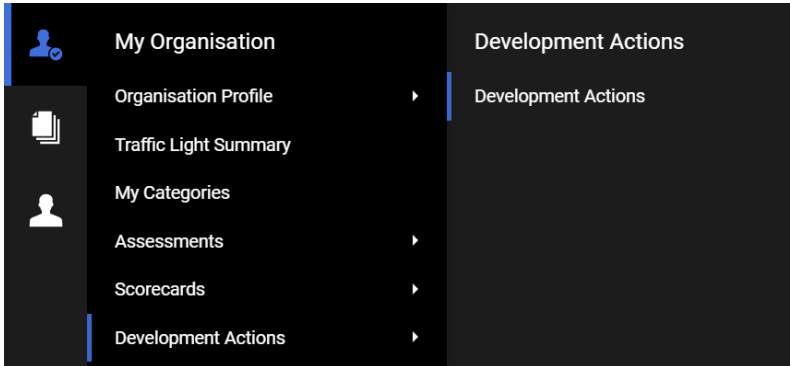 My Organisation
Organisation Profile
Traffic Light Summary
My Categories
Assessments
Scorecards
Development Actions
Development Actions
Development Actions